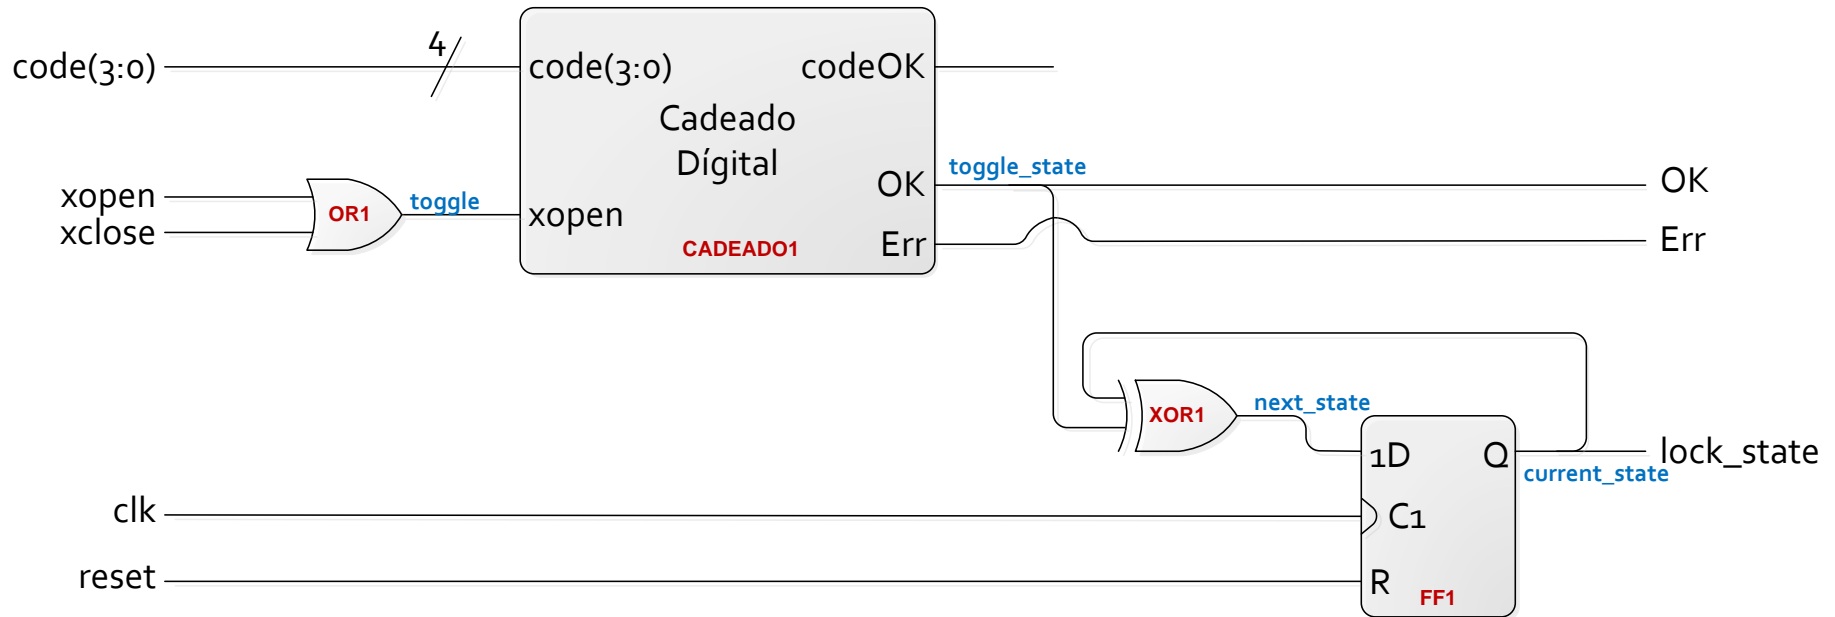 4
code(3:0)
code(3:0)
codeOK
Cadeado
Dígital
toggle_state
OK
OK
xopen
OR1
toggle
xopen
xclose
CADEADO1
Err
Err
XOR1
next_state
1D
Q
lock_state
current_state
clk
C1
reset
R
FF1